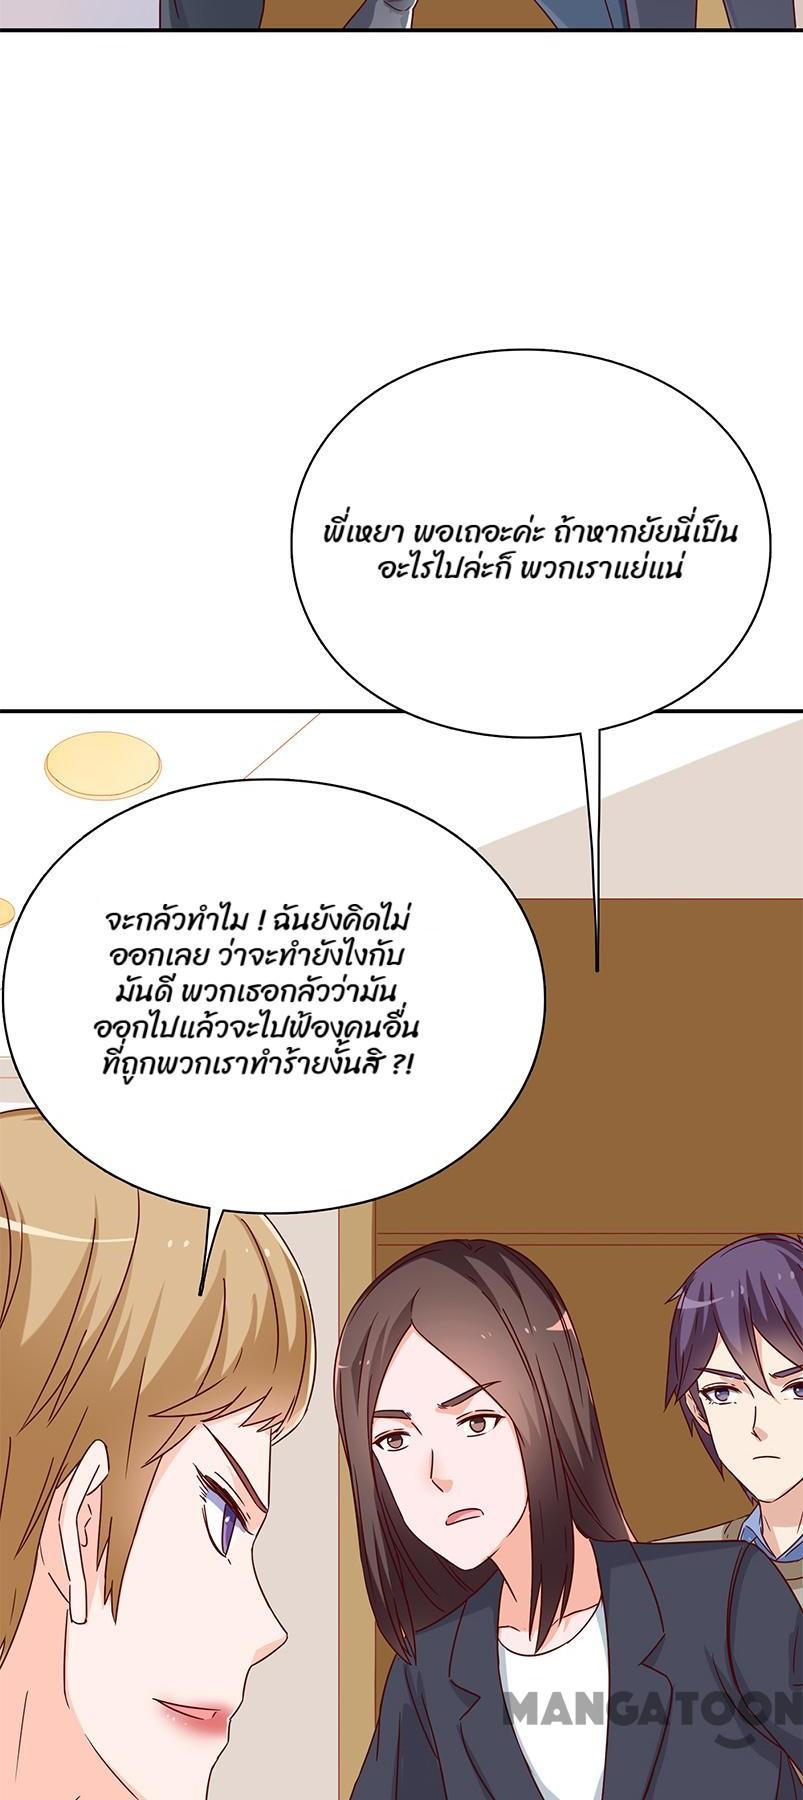 พี่เหยา พอเถอะค่ะ ถ้าหากยัยนี่เป็น
อะไรไปล่ะก็ พวกเราแย่แน่
จะกลัวทำไม ! ฉันยังคิดไม่
ออกเลย ว่าจะทำยังไงกับ
มันดี พวกเธอกลัวว่ามัน
ออกไปแล้วจะไปฟ้องคนอื่น
ที่ถูกพวกเราทำร้ายงั้นสิ ?!
MANGATOON